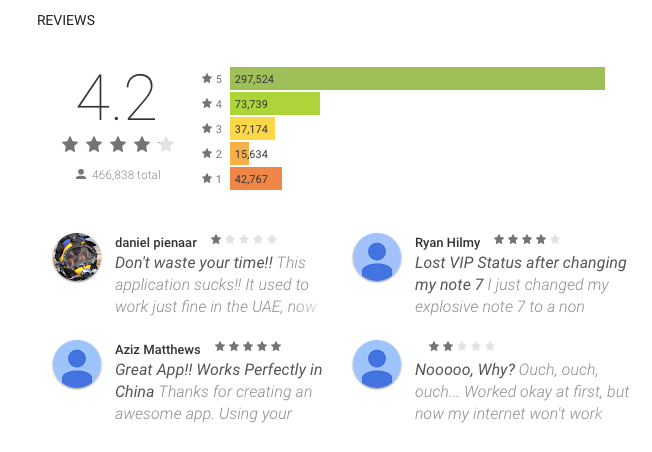 REVIEWS
4.2
466,838 total
5 297,524
4 73,739
3 37,174
2 15,634
1 42,767
daniel pienaar
Don't waste your time!! This
application sucks!! It used to
work just fine in the UAE, now
Ryan Hilmy
Lost VIP Status after changing
my note 7 I just changed my
explosive note 7 to a non
Aziz Matthews
Great App!! Works Perfectly in
China Thanks for creating an
awesome app. Using your
Nooooo, Why? Ouch, ouch,
ouch... Worked okay at first, but
now my internet won't work